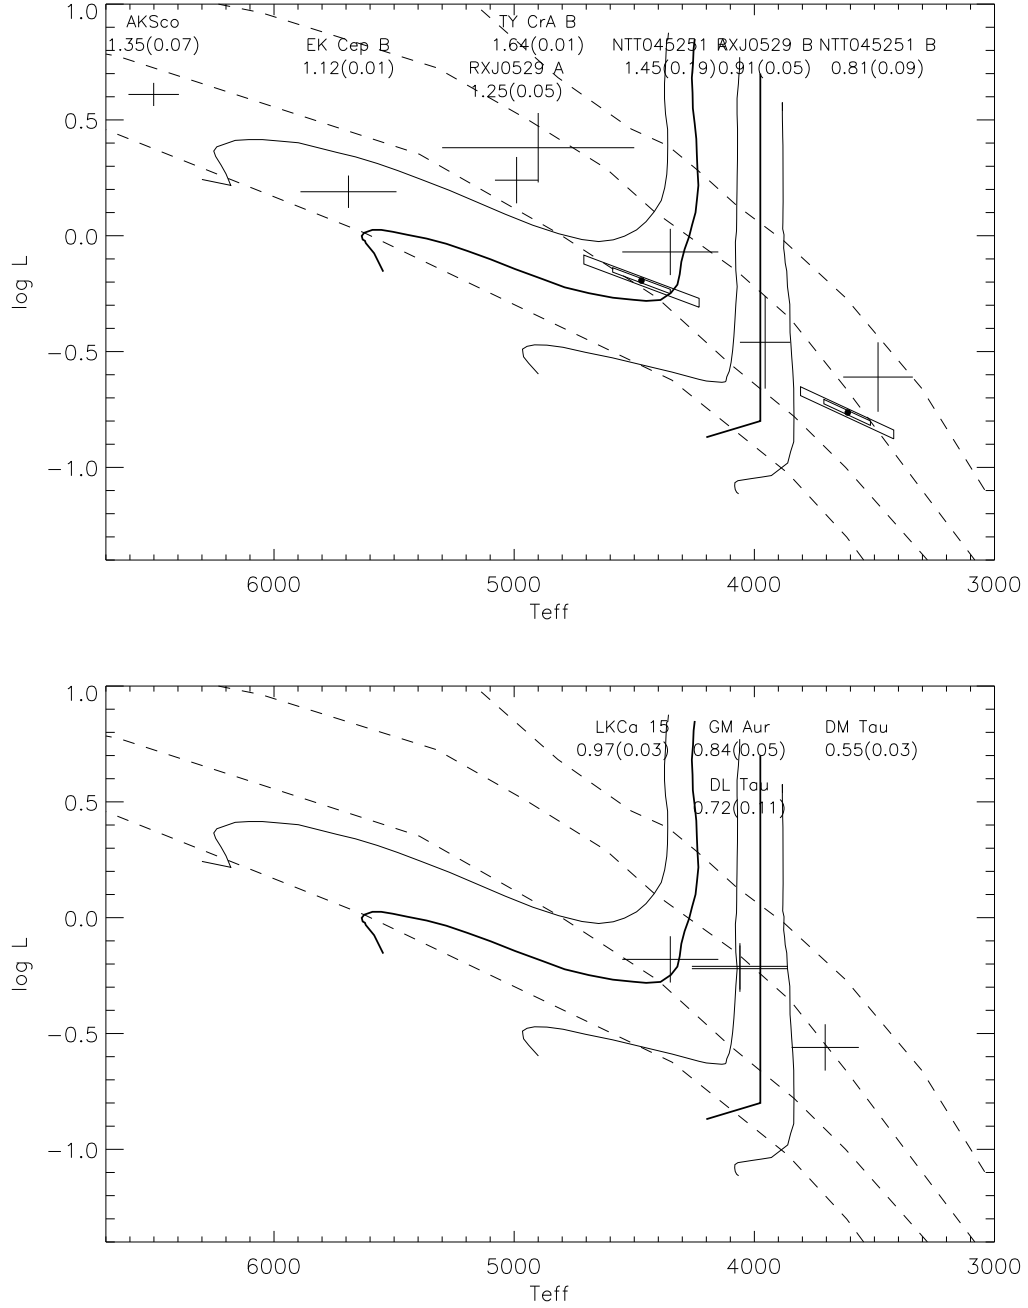 AKSco TY CrA B
1.35(0.07) EK Cep B 1.64(0.01) NTT045251 A RXJ0529 B NTT045251 B
1.12(0.01) RXJ0529 A 1.45(0.19) 0.91(0.05) 0.81(0.09)
1.25(0.05)
0.5
0.0
log L
−0.5
−1.0
6000 5000 4000 3000
Teff
1.0
LKCa 15 GM Aur DM Tau
0.97(0.03) 0.84(0.05) 0.55(0.03)
DL Tau
0.5 0.72(0.11)
0.0
log L
−0.5
−1.0
6000 5000 4000 3000
Teff